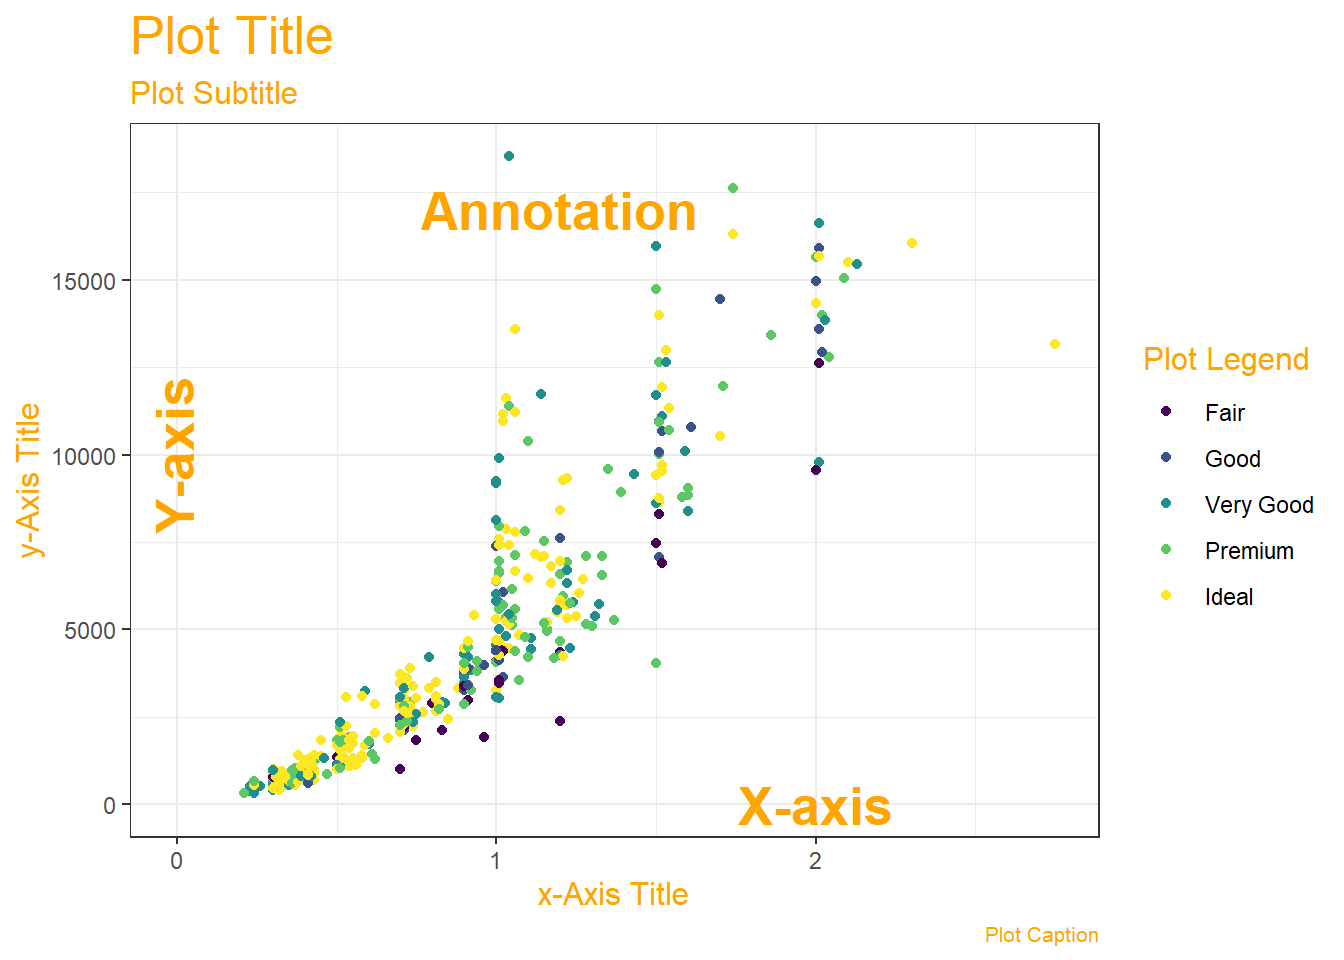 Plot Title
Plot Subtitle
Annotation
15000
10000
5000
0
Y-axis
y-Axis Title
X-axis
0 1 2
x-Axis Title
Plot Legend
Fair
Good
Very Good
Premium
Ideal
Plot Caption